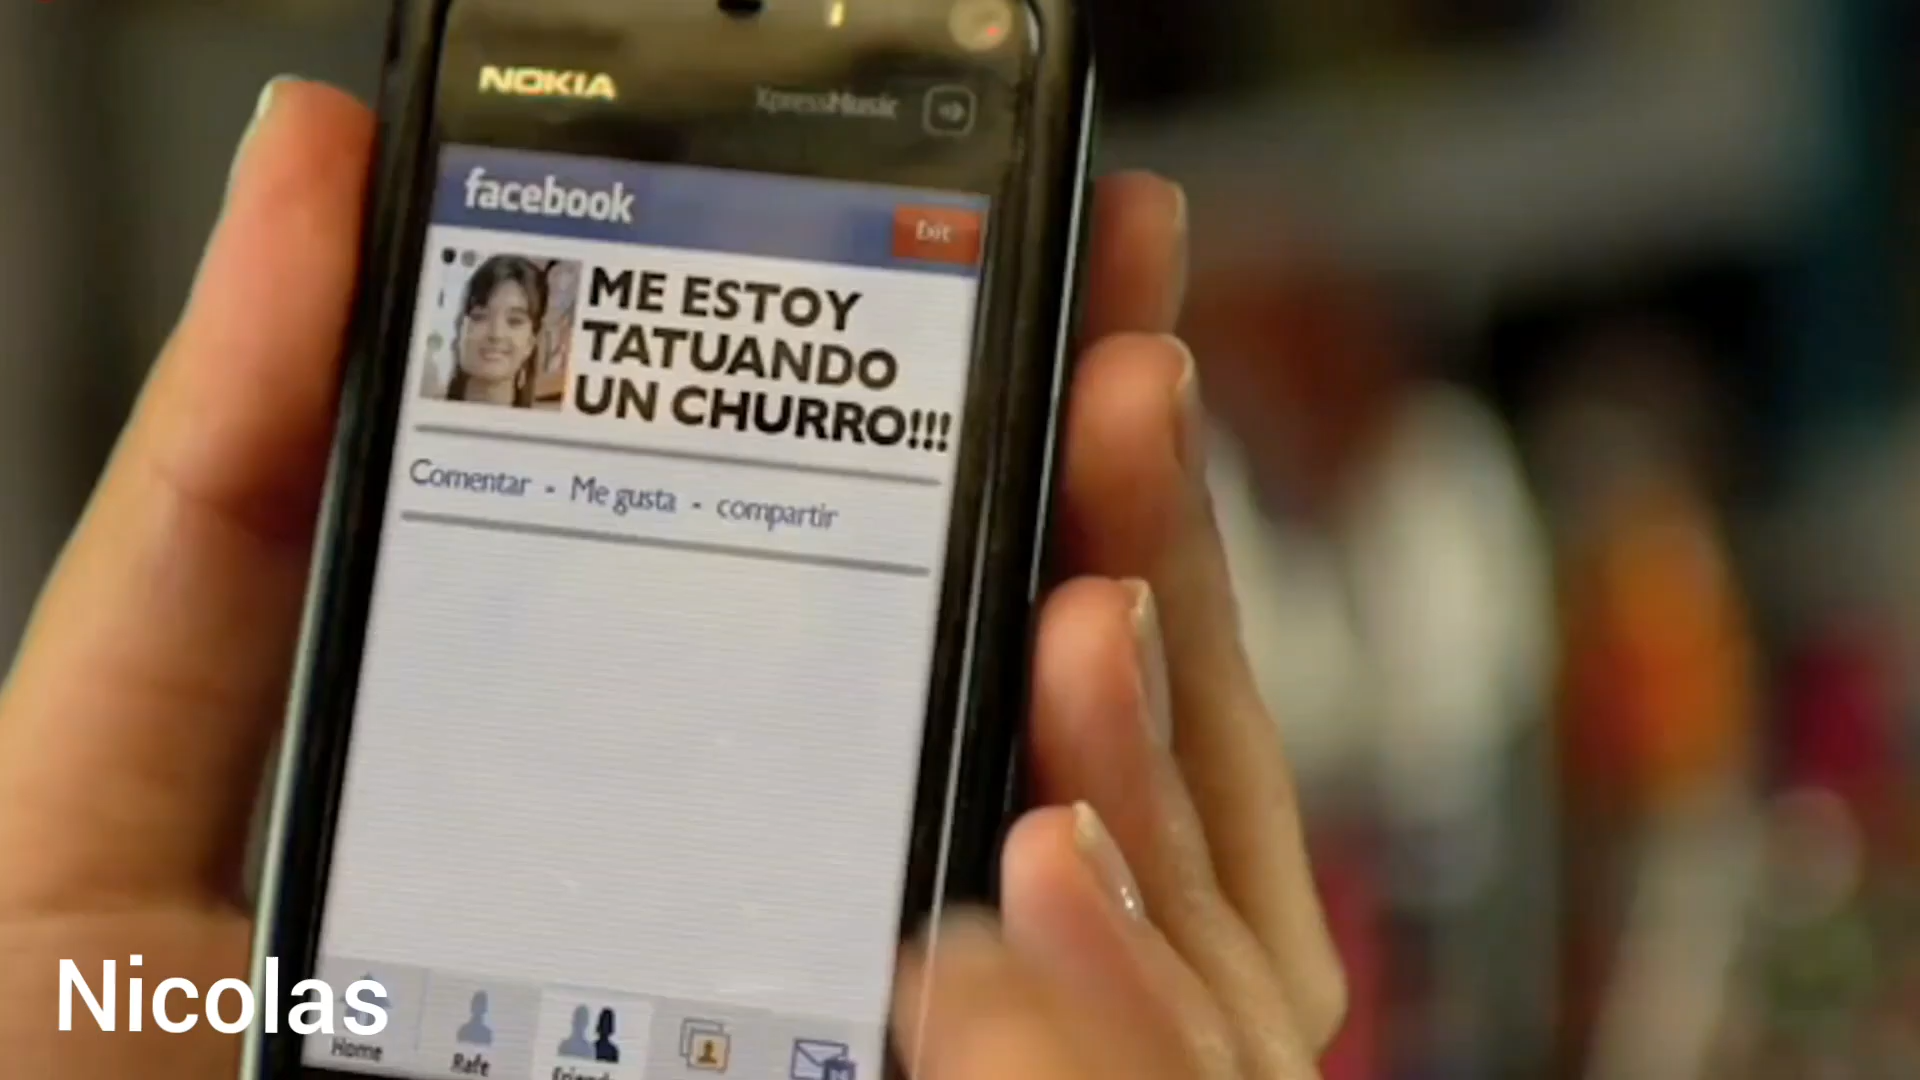 NOKIA
XpressMusic
facebook
Exit
ME ESTOY
TATUANDO
UN CHURRO!!!
Comentar - Me gusta - compartir
Nicolas
Home
Rafe